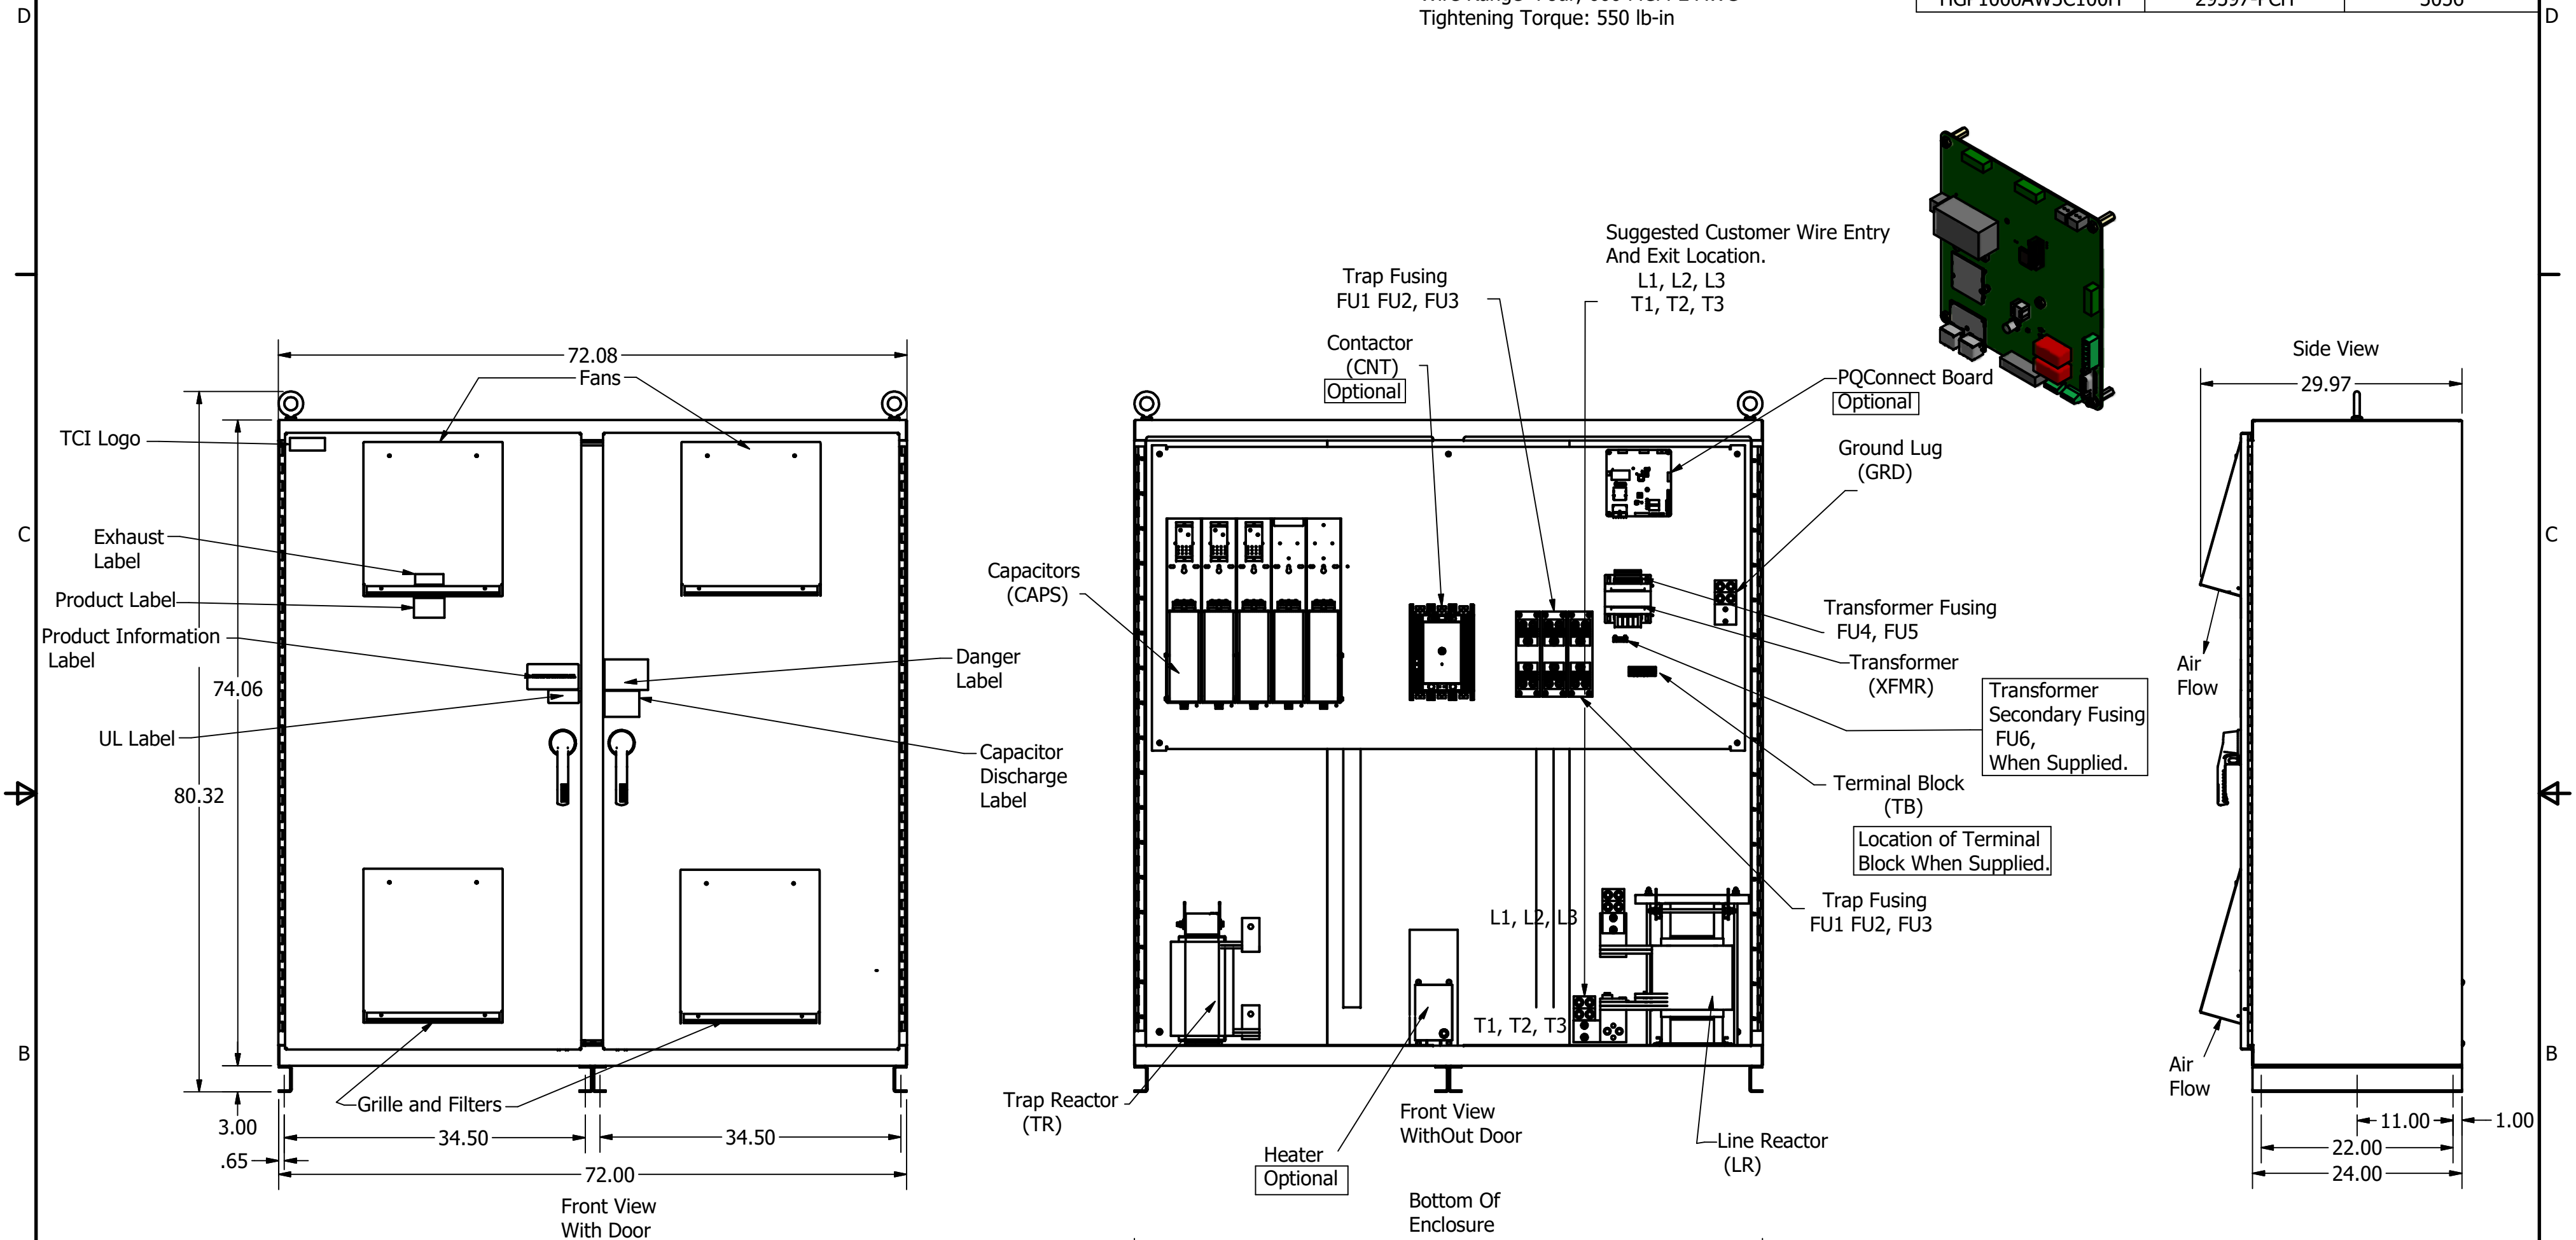 D
Tightening Torque: 550 lb-in
D
Suggested Customer Wire Entry
And Exit Location.
L1, L2, L3
T1, T2, T3
Trap Fusing
FU1 FU2, FU3
Contactor
(CNT)
Optional
PQConnect Board
Optional
Ground Lug
(GRD)
Side View
29.97
72.08
Fans
TCI Logo
Exhaust
Label
Product Label
Product Information
Label
74.06
UL Label
80.32
C
Danger
Label
Capacitor
Discharge
Label
Capacitors
(CAPS)
Transformer Fusing
FU4, FU5
Transformer
(XFMR)
Transformer
Secondary Fusing
FU6,
When Supplied.
Terminal Block
(TB)
Location of Terminal
Block When Supplied.
Trap Fusing
FU1 FU2, FU3
L1, L2, L3
T1, T2, T3
Air
Flow
Air
Flow
C
B
Grille and Filters
3.00
34.50
34.50
.65
72.00
Front View
With Door
Trap Reactor
(TR)
Heater
Optional
Front View
WithOut Door
Line Reactor
(LR)
Bottom Of
Enclosure
11.00
1.00
22.00
24.00
B